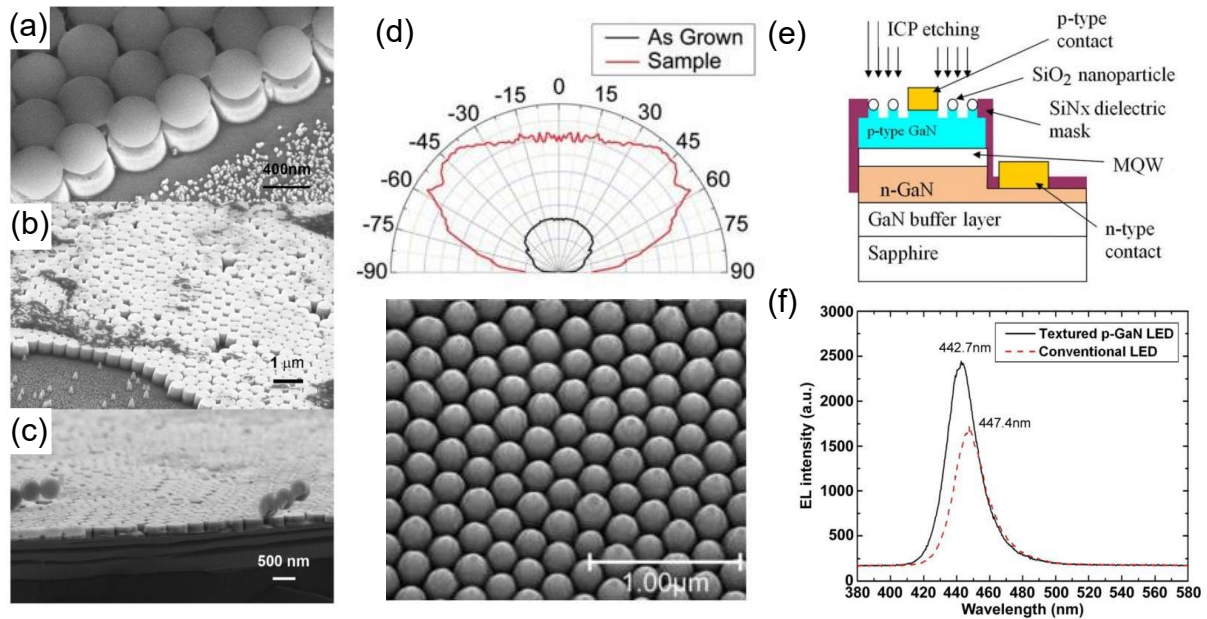 (a)
400nm
(b)
1 μm
(c)
500 nm
(d)
As Grown
Sample
0
-15
15
-30
30
-45
45
-60
60
-75
75
-90
90
1.00μm
(e)
ICP etching
p-type
contact
SiO2 nanoparticle
SiNx dielectric
mask
p-type GaN
MQW
n-GaN
GaN buffer layer
n-type
contact
Sapphire
(f)
Textured p-GaN LED
Conventional LED
442.7nm
447.4nm
EL intensity (a.u.)
3000
2500
2000
1500
1000
500
0
380 400 420 440 460 480 500 520 540 560 580
Wavelength (nm)